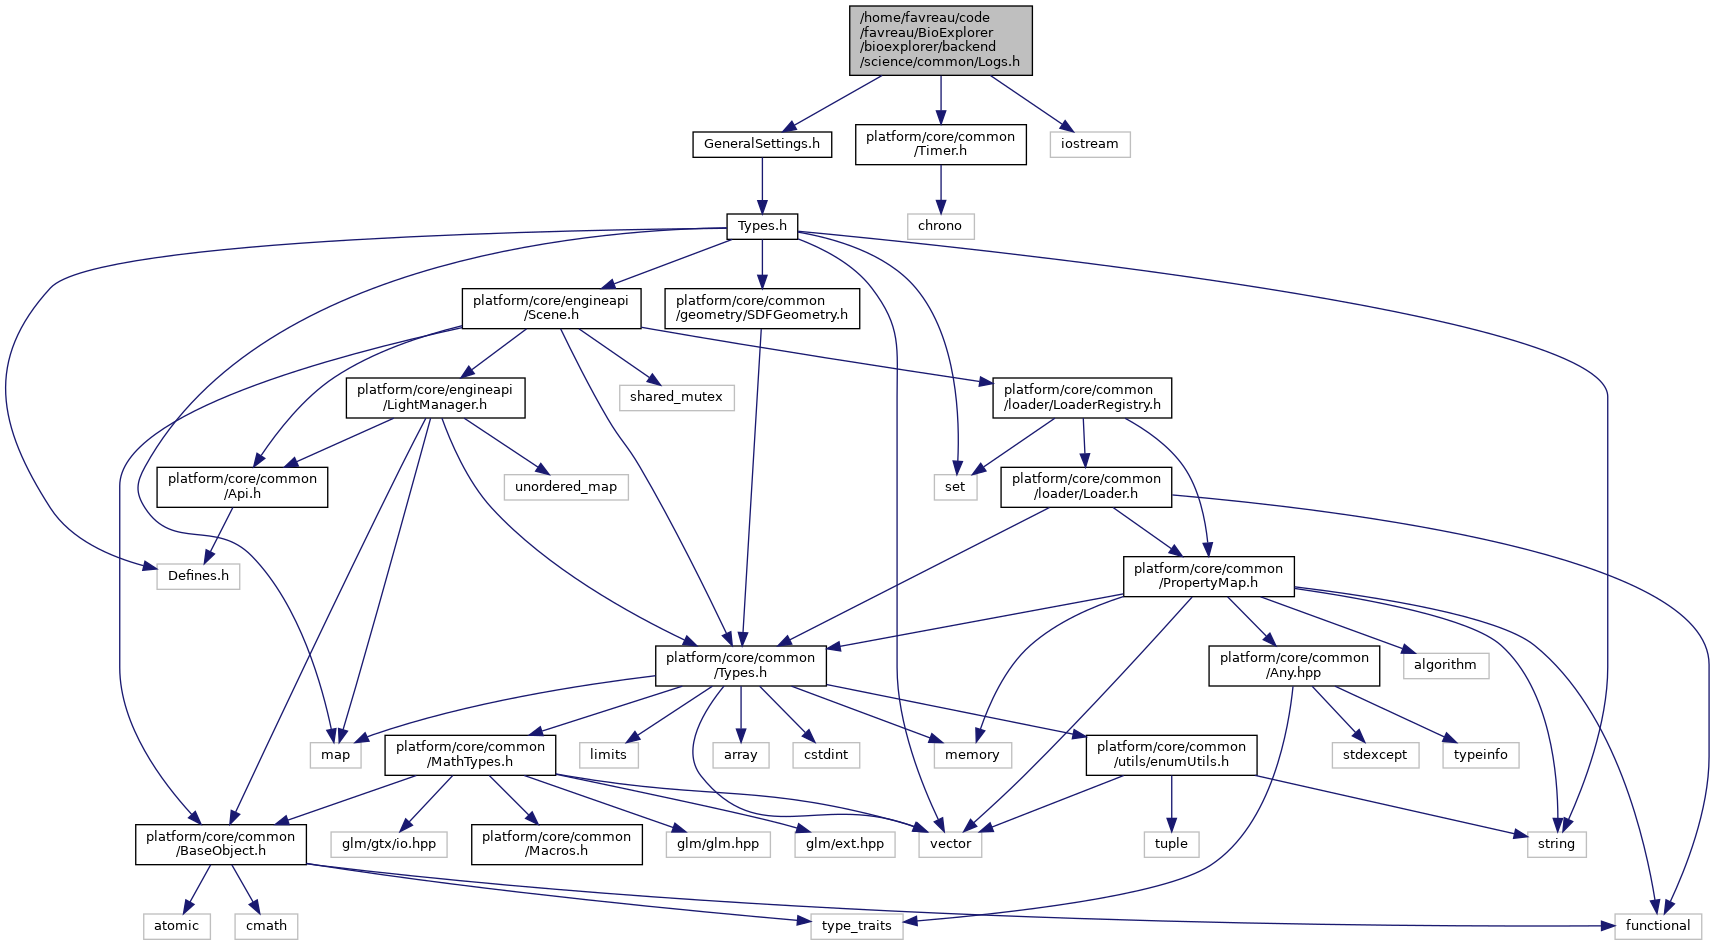 /home/favreau/code
/favreau/BioExplorer
/bioexplorer/backend
/science/common/Logs.h
GeneralSettings.h
platform/core/common
/Timer.h
iostream
Types.h
chrono
platform/core/engineapi
/Scene.h
platform/core/common
/geometry/SDFGeometry.h
platform/core/engineapi
/LightManager.h
shared_mutex
platform/core/common
/loader/LoaderRegistry.h
platform/core/common
/Api.h
unordered_map
set
platform/core/common
/loader/Loader.h
Defines.h
platform/core/common
/PropertyMap.h
platform/core/common
/Types.h
platform/core/common
/Any.hpp
algorithm
map
platform/core/common
/MathTypes.h
limits
array
cstdint
memory
platform/core/common
/utils/enumUtils.h
stdexcept
typeinfo
platform/core/common
/BaseObject.h
glm/gtx/io.hpp
platform/core/common
/Macros.h
glm/glm.hpp
glm/ext.hpp
vector
tuple
string
atomic
cmath
type_traits
functional